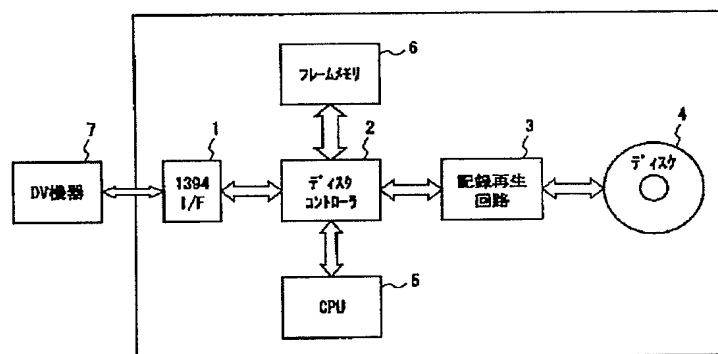 6
フレームメモリ
7
1
2
3
4
DV機器
1394
I/F
ディスク
コントローラ
記録再生
回路
ディスク
5
CPU